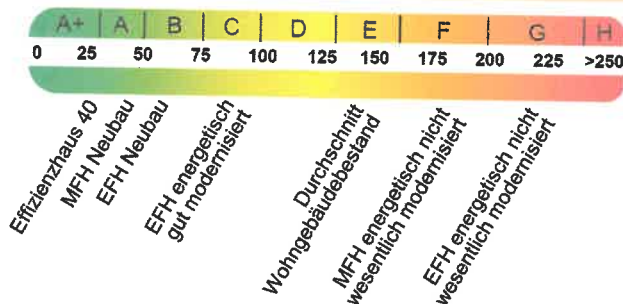 A+ A B C D E F G H
0 25 50 75 100 125 150 175 200 225 >250
Effizienzhaus 40
MFH Neubau
EFH Neubau
EFH energetisch
gut modernisiert
Durchschnitt
Wohngebäudebestand
MFH energetisch nicht
wesentlich modernisiert
EFH energetisch nicht
wesentlich modernisiert